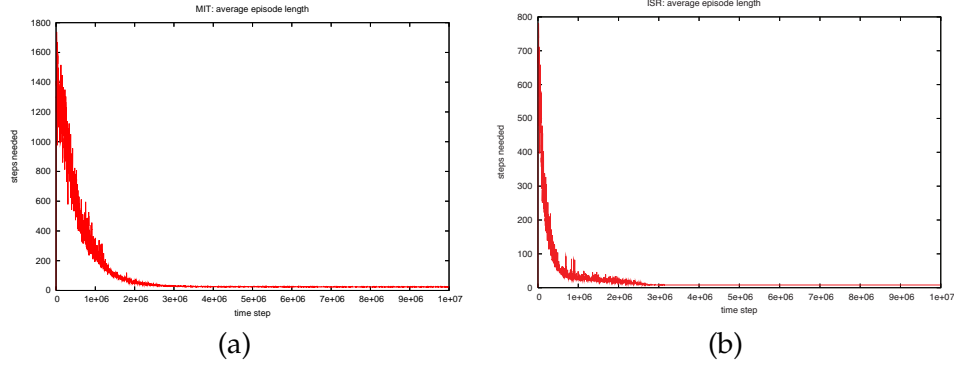 MIT: average episode length
1800
1600
1400
1200
1000
800
600
400
200
0
steps needed
0 1e+06 2e+06 3e+06 4e+06 5e+06 6e+06 7e+06 8e+06 9e+06 1e+07
time step
(a)
ISR: average episode length
800
700
600
500
400
300
200
100
0
steps needed
0 1e+06 2e+06 3e+06 4e+06 5e+06 6e+06 7e+06 8e+06 9e+06 1e+07
time step
(b)